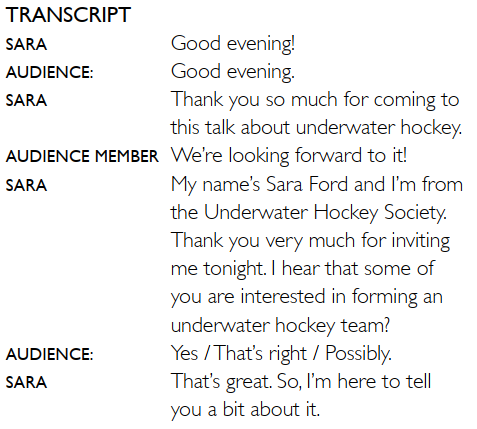 TRANSCRIPT
SARA Good evening!
AUDIENCE: Good evening.
SARA Thank you so much for coming to
this talk about underwater hockey.
AUDIENCE MEMBER We’re looking forward to it!
SARA My name’s Sara Ford and I’m from
the Underwater Hockey Society.
Thank you very much for inviting
me tonight. I hear that some of
you are interested in forming an
underwater hockey team?
AUDIENCE: Yes / That’s right / Possibly.
SARA That’s great. So, I’m here to tell
you a bit about it.